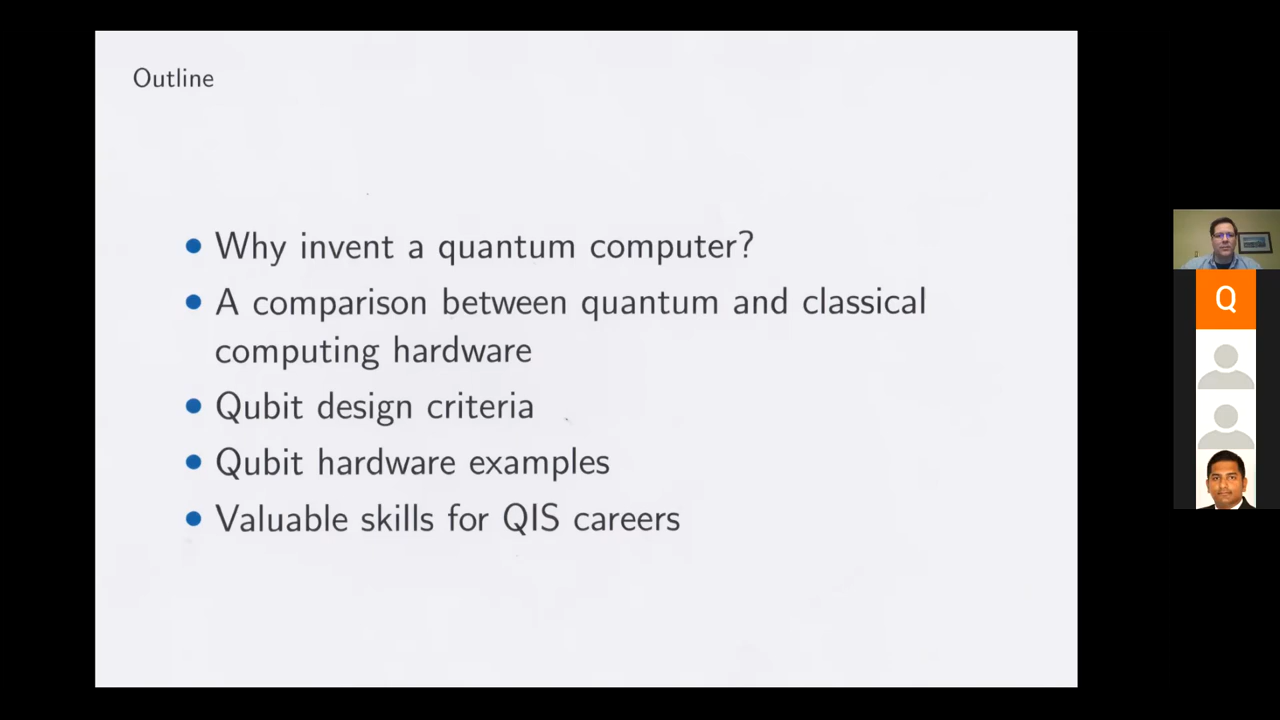 Outline
• Why invent a quantum computer?
• A comparison between quantum and classical
computing hardware
• Qubit design criteria
• Qubit hardware examples
• Valuable skills for QIS careers
Q